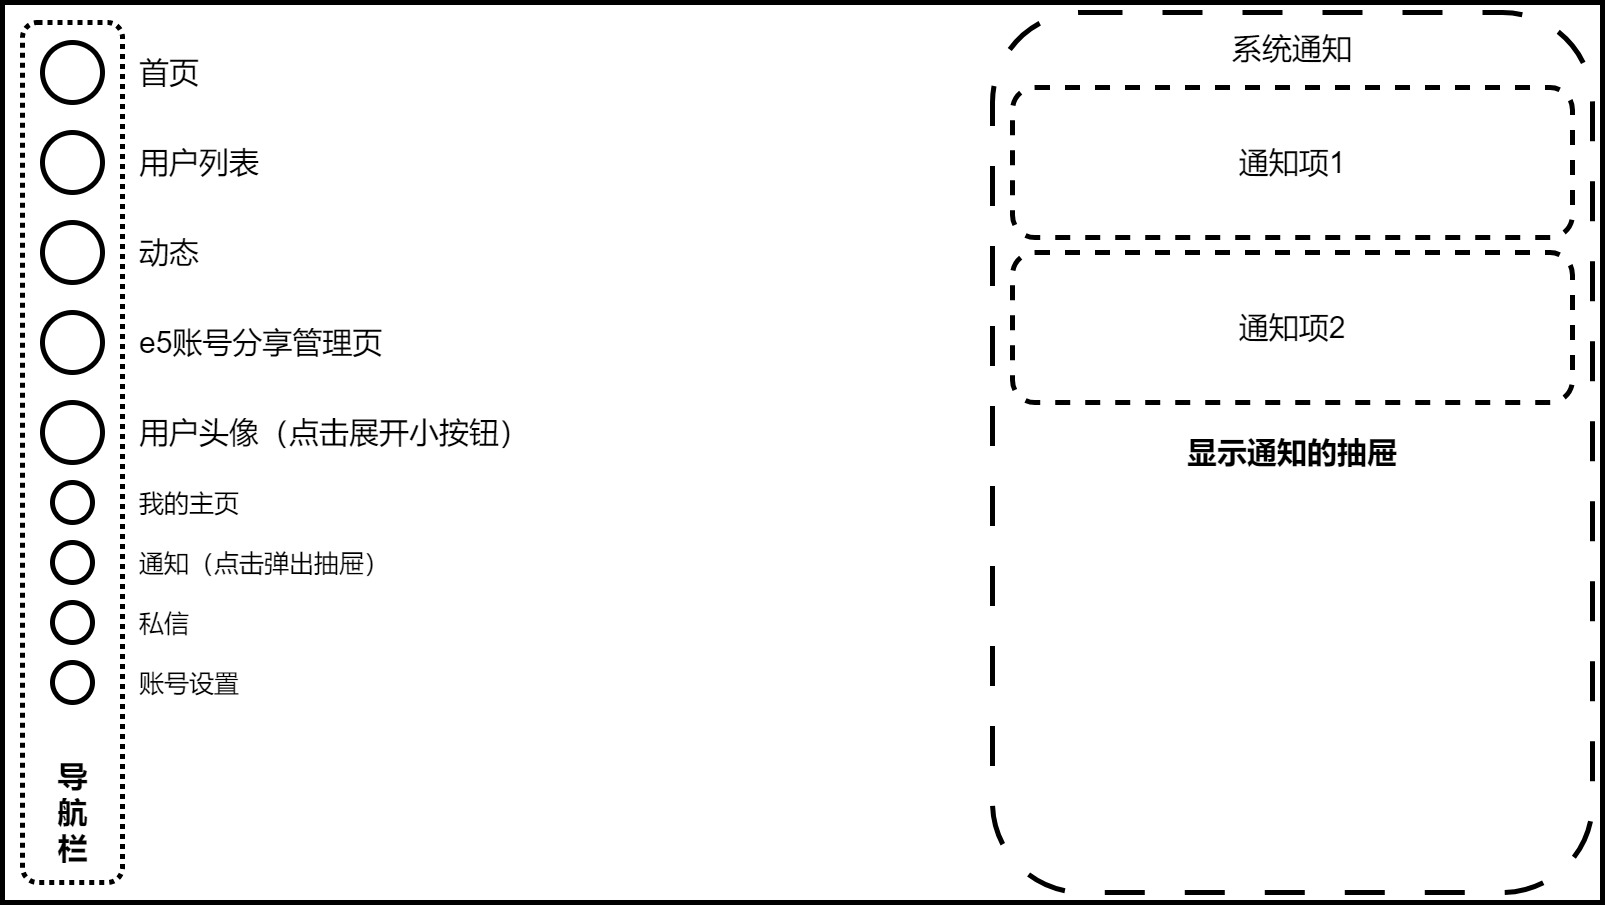 首页
用户列表
动态
e5账号分享管理页
用户头像（点击展开小按钮）
我的主页
通知（点击弹出抽屉）
私信
账号设置
导
航
栏
系统通知
通知项1
通知项2
显示通知的抽屉